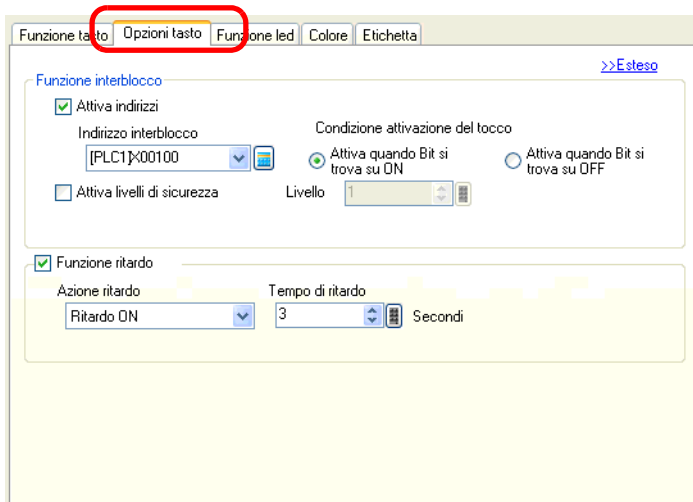 Funzione tasto Opzioni tasto Funzione led Colore Etichetta
>>Esteso
Funzione interblocco
Attiva indirizzi
Indirizzo interblocco
Condizione attivazione del tocco
[PLC1]X00100
Attiva quando Bit si
trova su ON
Attiva quando Bit si
trova su OFF
Attiva livelli di sicurezza
Livello
1
Funzione ritardo
Azione ritardo
Tempo di ritardo
Ritardo ON
3
Secondi